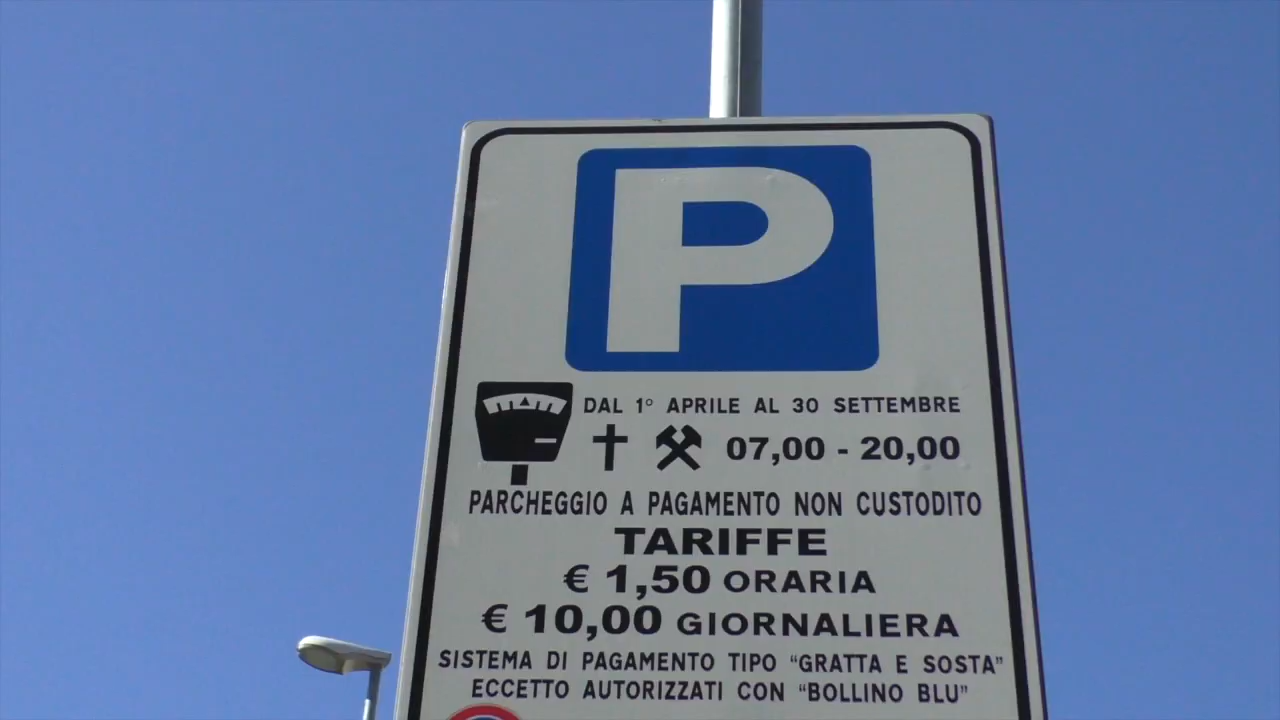 P
DAL 1° APRILE AL 30 SETTEMBRE
07,00 - 20,00
PARCHEGGIO A PAGAMENTO NON CUSTODITO
TARIFFE
€ 1,50 ORARIA
€ 10,00 GIORNALIERA
SISTEMA DI PAGAMENTO TIPO “GRATTA E SOSTA”
ECCETTO AUTORIZZATI CON “BOLLINO BLU”